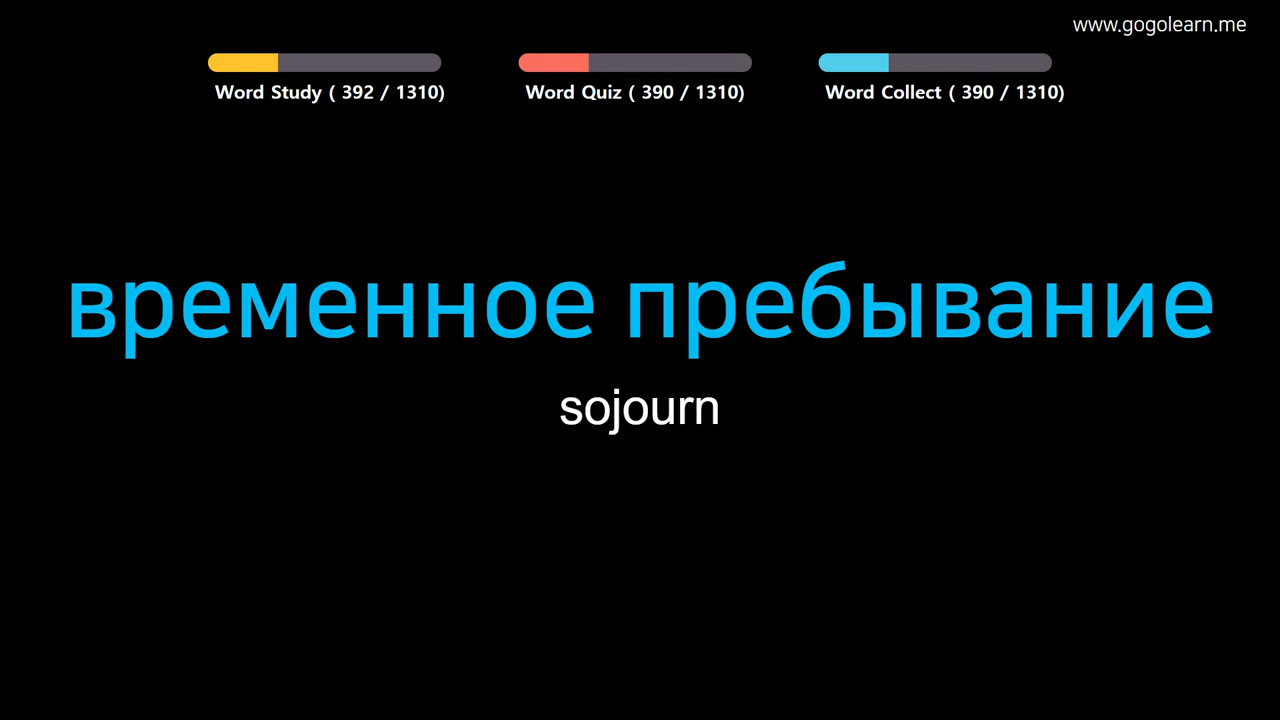 www.gogolearn.me
Word Study ( 392 / 1310)
Word Quiz ( 390 / 1310)
Word Collect ( 390 / 1310)
временное пребывание
sojourn